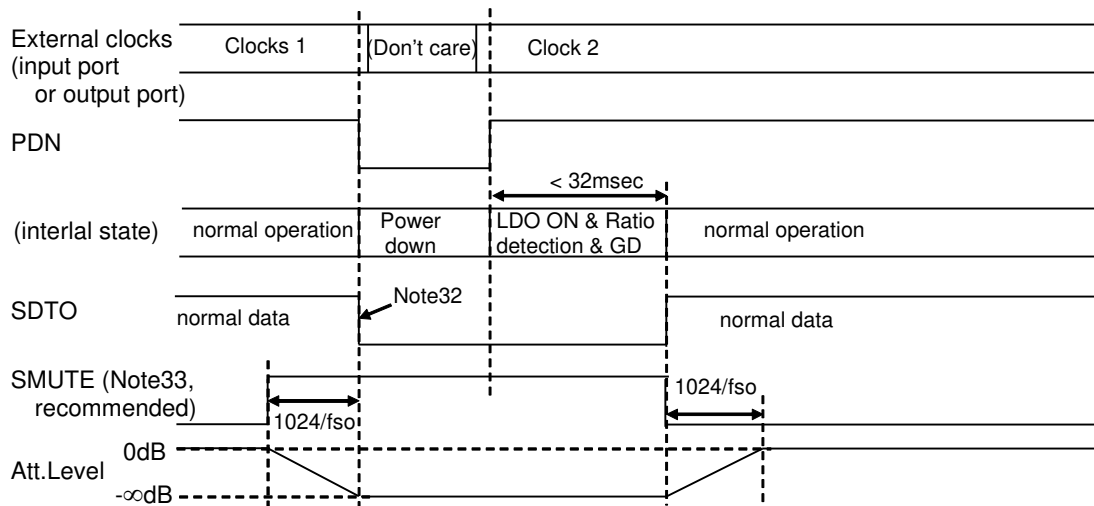 External clocks
(input port
or output port)
Clocks 1
(Don't care)
Clock 2
PDN
< 32msec
(interlal state)
normal operation
Power
down
LDO ON & Ratio
detection & GD
normal operation
SDTO
normal data
Note32
normal data
SMUTE (Note33,
recommended)
1024/fso
1024/fso
Att.Level
0dB
-∞dB